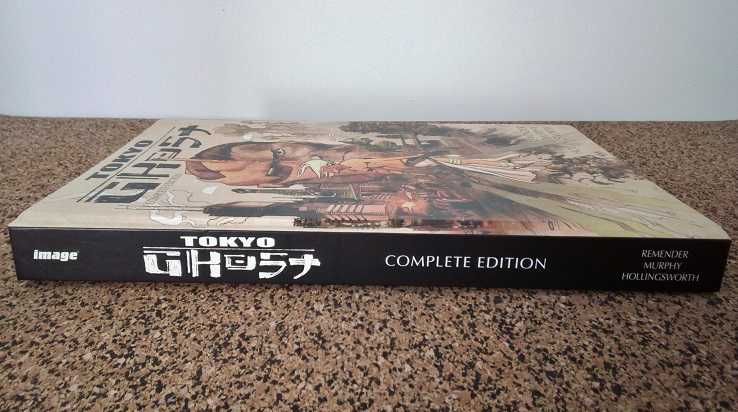 TOKYO
GHOST
image
TOKYO
GHOST
COMPLETE EDITION
REMENDER
MURPHY
HOLLINGSWORTH